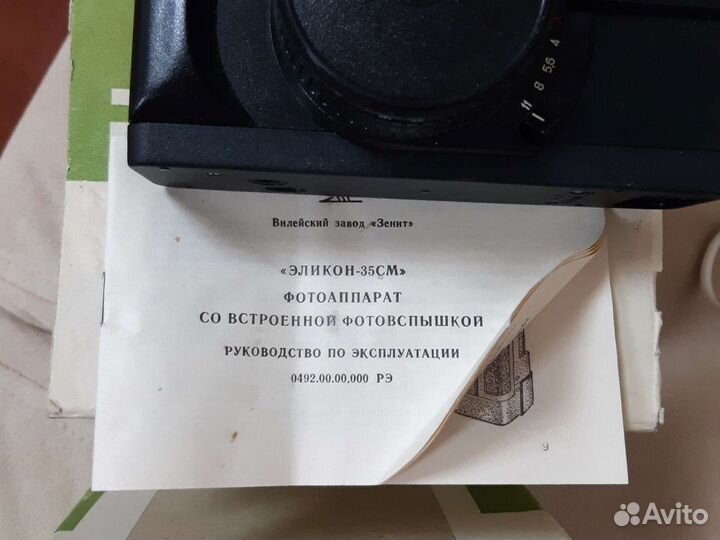 4
5,6
8
11
Вилейский завод «Зенит»
«ЭЛИКОН-35СМ»
ФОТОАППАРАТ
СО ВСТРОЕННОЙ ФОТОВСПЫШКОЙ
РУКОВОДСТВО ПО ЭКСПЛУАТАЦИИ
0492.00.00.000 РЭ
9
Avito